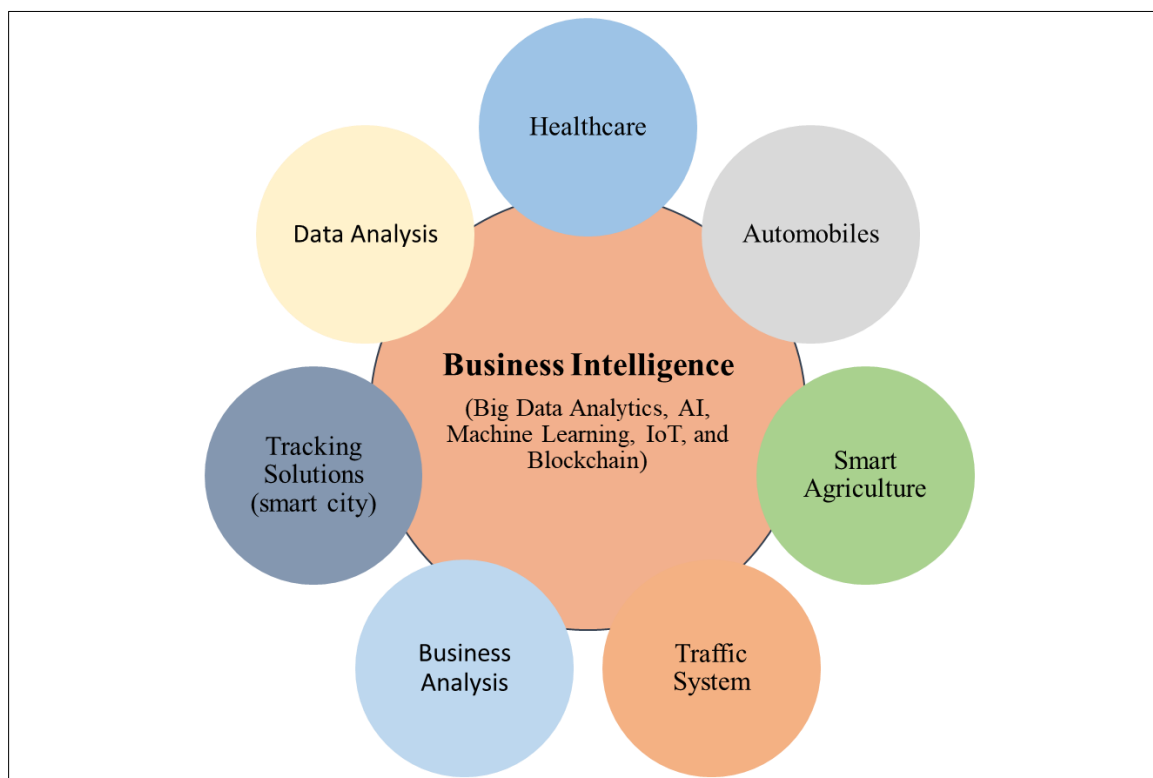 Healthcare
Data Analysis
Automobiles
Business Intelligence
(Big Data Analytics, AI,
Machine Learning, IoT, and
Blockchain)
Tracking
Solutions
(smart city)
Smart
Agriculture
Business
Analysis
Traffic
System